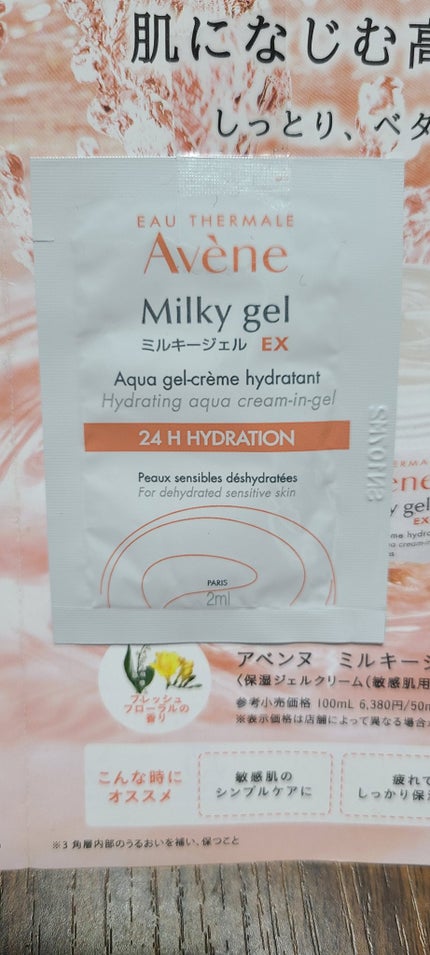 肌になじむ高
しっとり、ベタ
EAU THERMALE
Avène
Milky gel
ミルキージェル EX
Aqua gel-crème hydratant
Hydrating aqua cream-in-gel
24 H HYDRATION
Peaux sensibles déshydratées
For dehydrated sensitive skin
PARIS
2ml
ERMA
ene
y gel
EX
アベンヌ ミルキー
〈保湿ジェルクリーム(敏感肌用
参考小売価格 100mL 6,380円/50m
※表示価格は店舗によって異なる場合
フレッシュ
フローラルの
香り
こんな時に
オススメ
敏感肌の
シンプルケアに
疲れて
しっかり保
※3 角層内部のうるおいを補い、保つこと